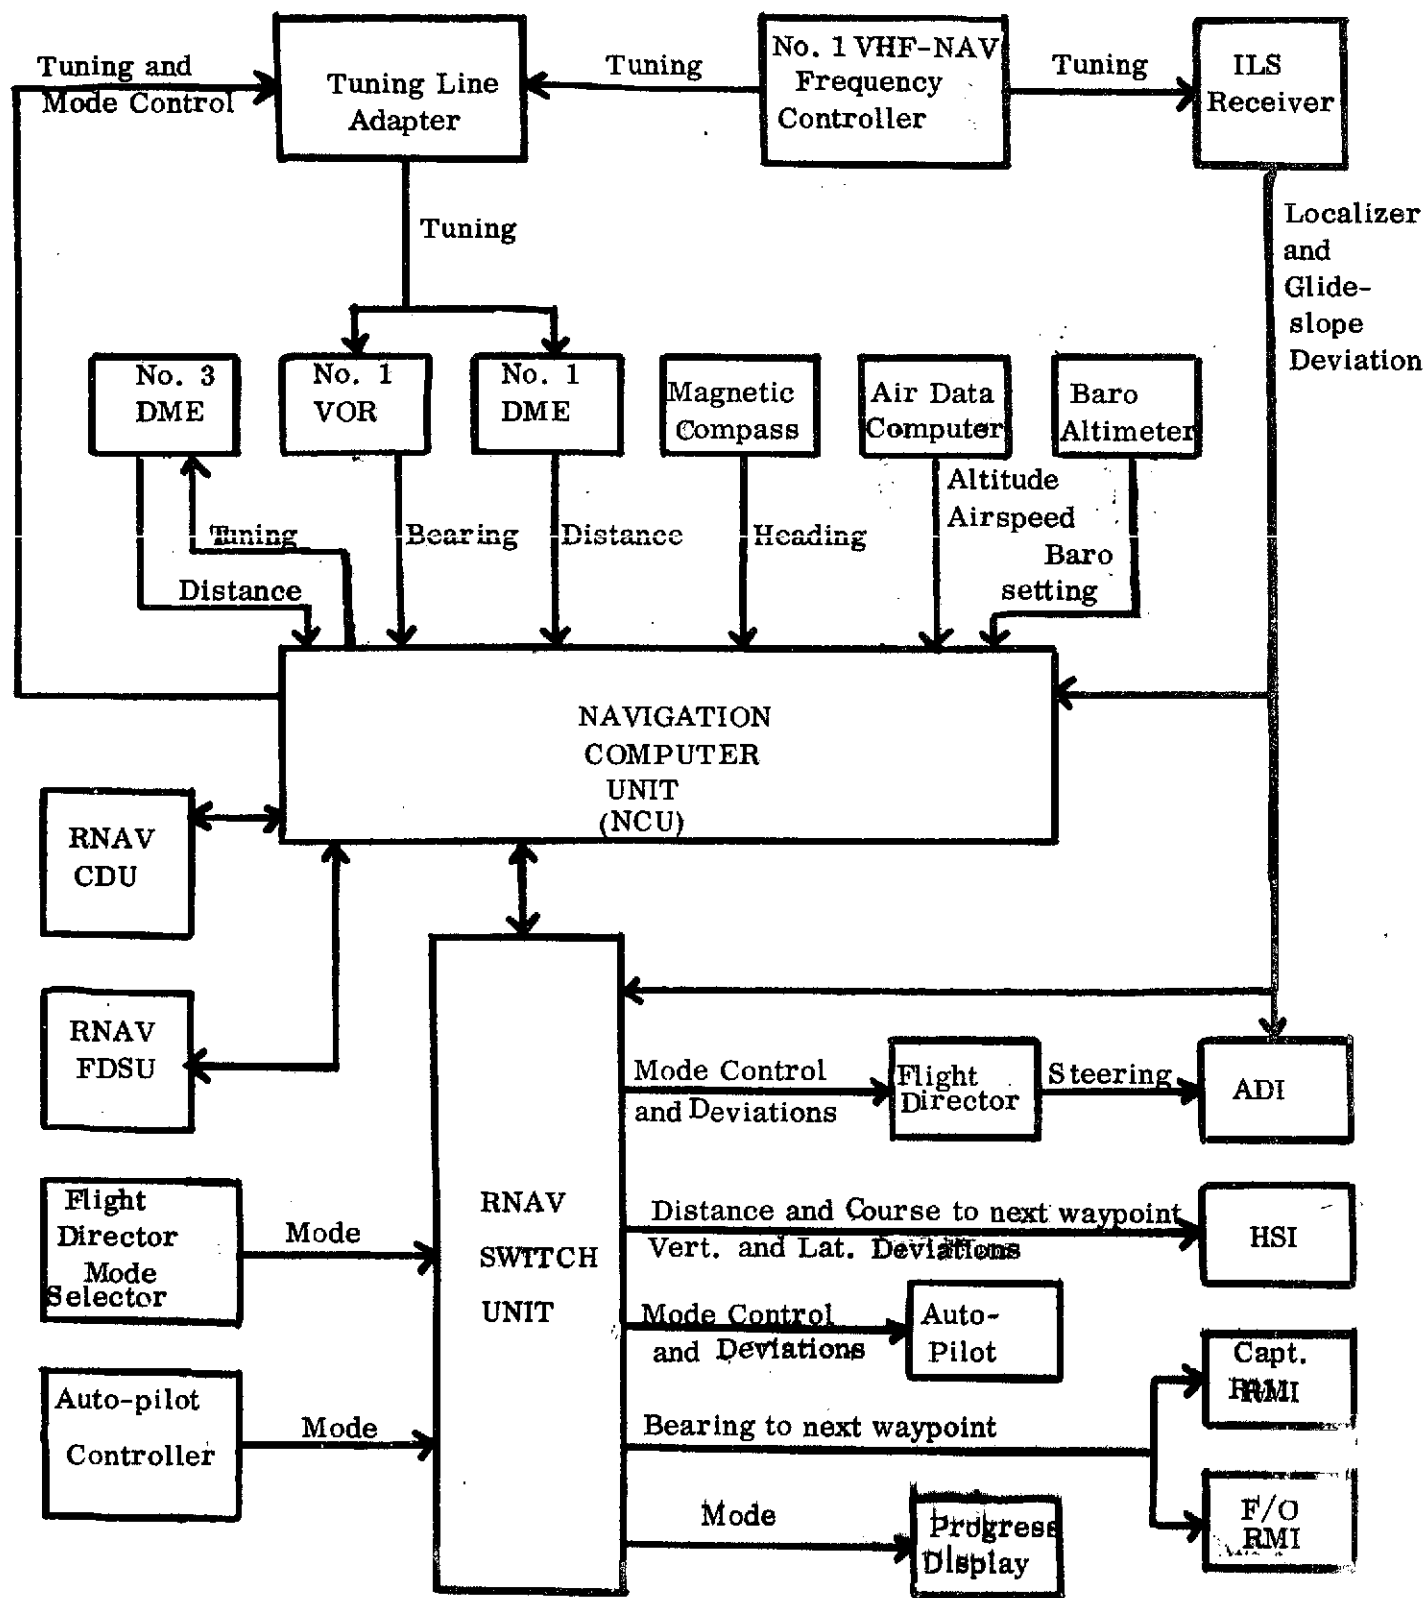 Tuning and
Mode Control
Tuning Line
Adapter
Tuning
No. 1 VHF-NAV
Frequency
Controller
Tuning
ILS
Receiver
Tuning
Localizer
and
Glide-
slope
Deviation
No. 3
DME
No. 1
VOR
No. 1
DME
Magnetic
Compass
Air Data
Computer
Baro
Altimeter
Tuning
Distance
Bearing
Distance
Heading
Altitude
Airspeed
Baro
setting
NAVIGATION
COMPUTER
UNIT
(NCU)
RNAV
CDU
RNAV
FDSU
Flight
Director
Mode
Selector
Mode
Auto-pilot
Controller
Mode
RNAV
SWITCH
UNIT
Mode Control
and Deviations
Flight
Director
Steering
ADI
Distance and Course to next waypoint
Vert. and Lat. Deviations
HSI
Mode Control
and Deviations
Auto-
Pilot
Bearing to next waypoint
Capt.
RMI
F/O
RMI
Mode
Progress
Display